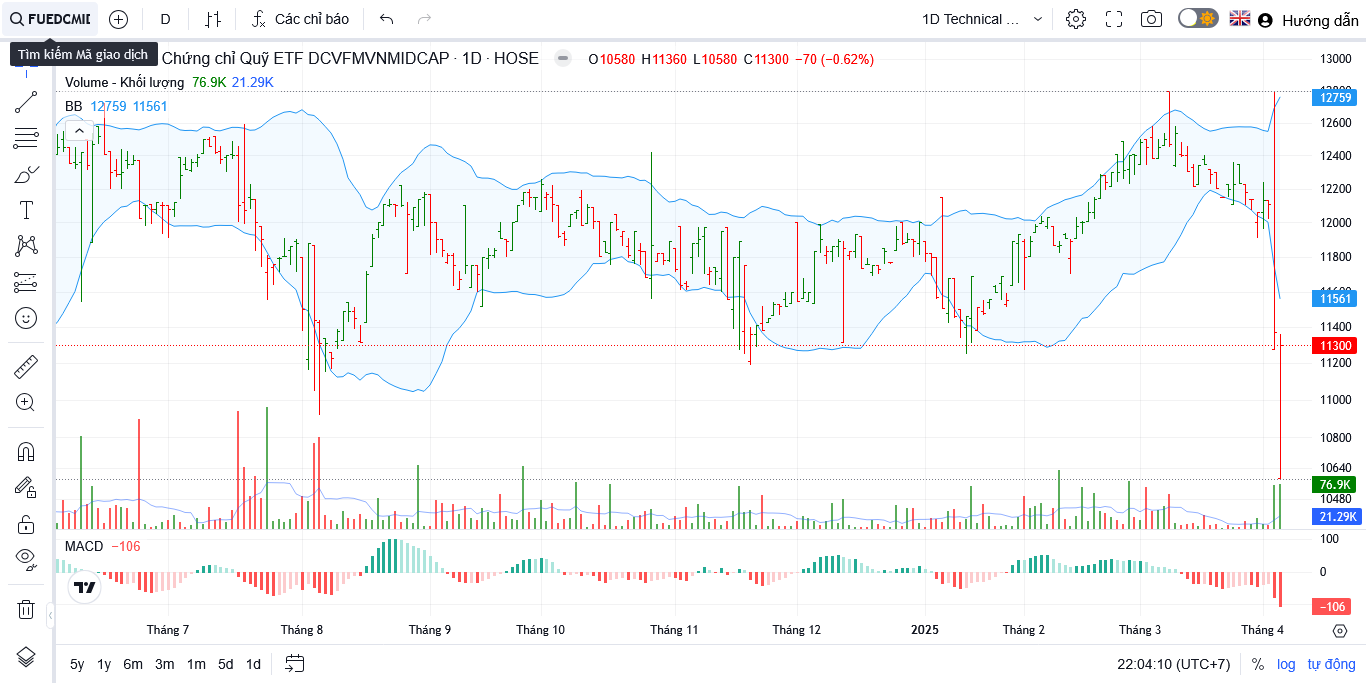 FUEDCMID
D
Các chỉ báo
1D Technical ...
Hướng dẫn
Tìm kiếm Mã giao dịch
Chứng chỉ Quỹ ETF DCVFMVNMIDCAP · 1D · HOSE
O10580 H11360 L10580 C11300 −70 (−0.62%)
Volume - Khối lượng 76.9K 21.29K
BB 12759 11561
13000
12759
12600
12400
12200
12000
11800
11561
11400
11300
11200
11000
10800
10640
76.9K
10480
21.29K
MACD −106
100
0
−106
Tháng 7
Tháng 8
Tháng 9
Tháng 10
Tháng 11
Tháng 12
2025
Tháng 2
Tháng 3
Tháng 4
5y 1y 6m 3m 1m 5d 1d
22:04:10 (UTC+7)
% log tự động